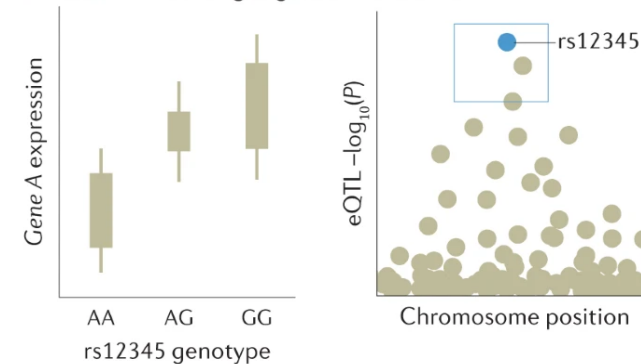 Gene A expression
AA AG GG
rs12345 genotype
eQTL –log10(P)
rs12345
Chromosome position